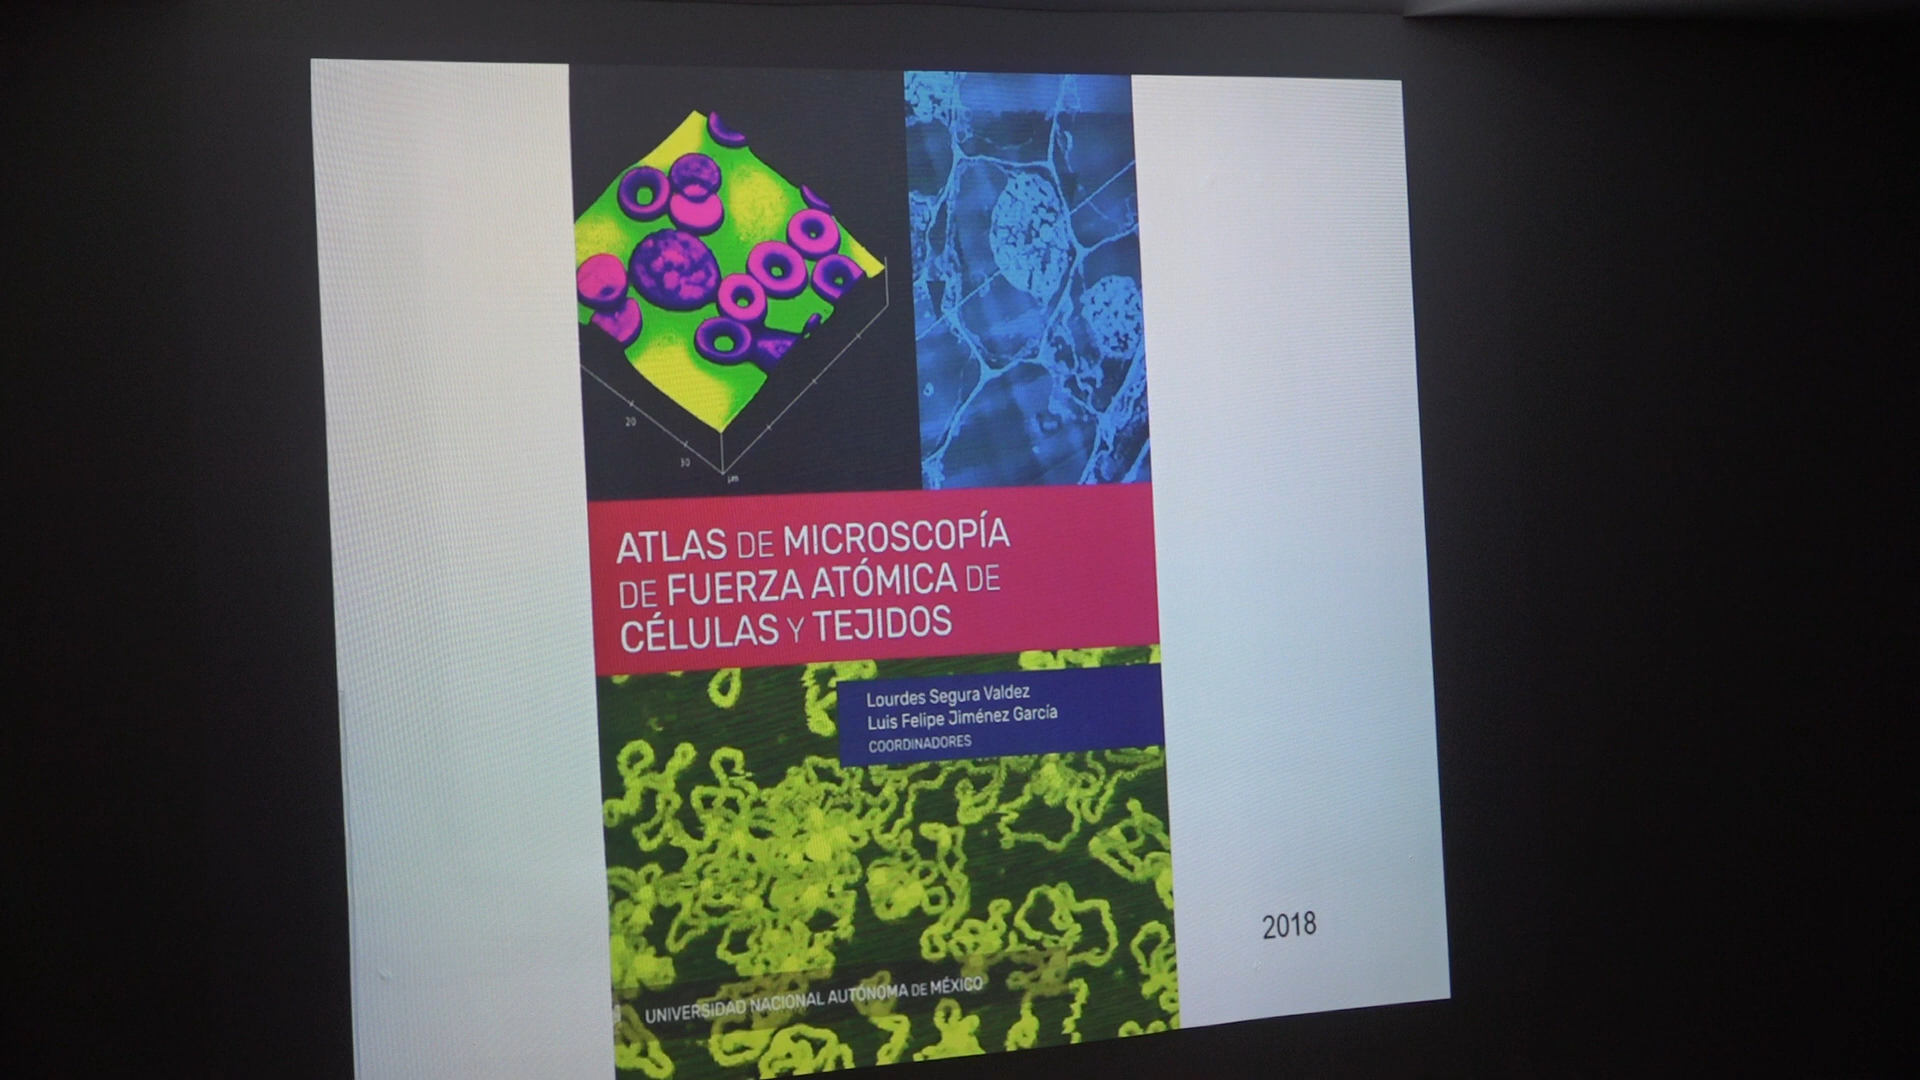 20
30
µm
ATLAS DE MICROSCOPÍA
DE FUERZA ATÓMICA DE
CÉLULAS Y TEJIDOS
Lourdes Segura Valdez
Luis Felipe Jiménez García
COORDINADORES
UNIVERSIDAD NACIONAL AUTÓNOMA DE MÉXICO
2018